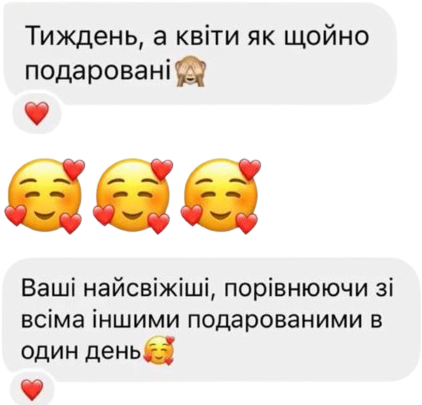 Тиждень, а квіти як щойно
подаровані🙈
🥰🥰🥰
Ваші найсвіжіші, порівнюючи зі
всіма іншими подарованими в
один день🥰